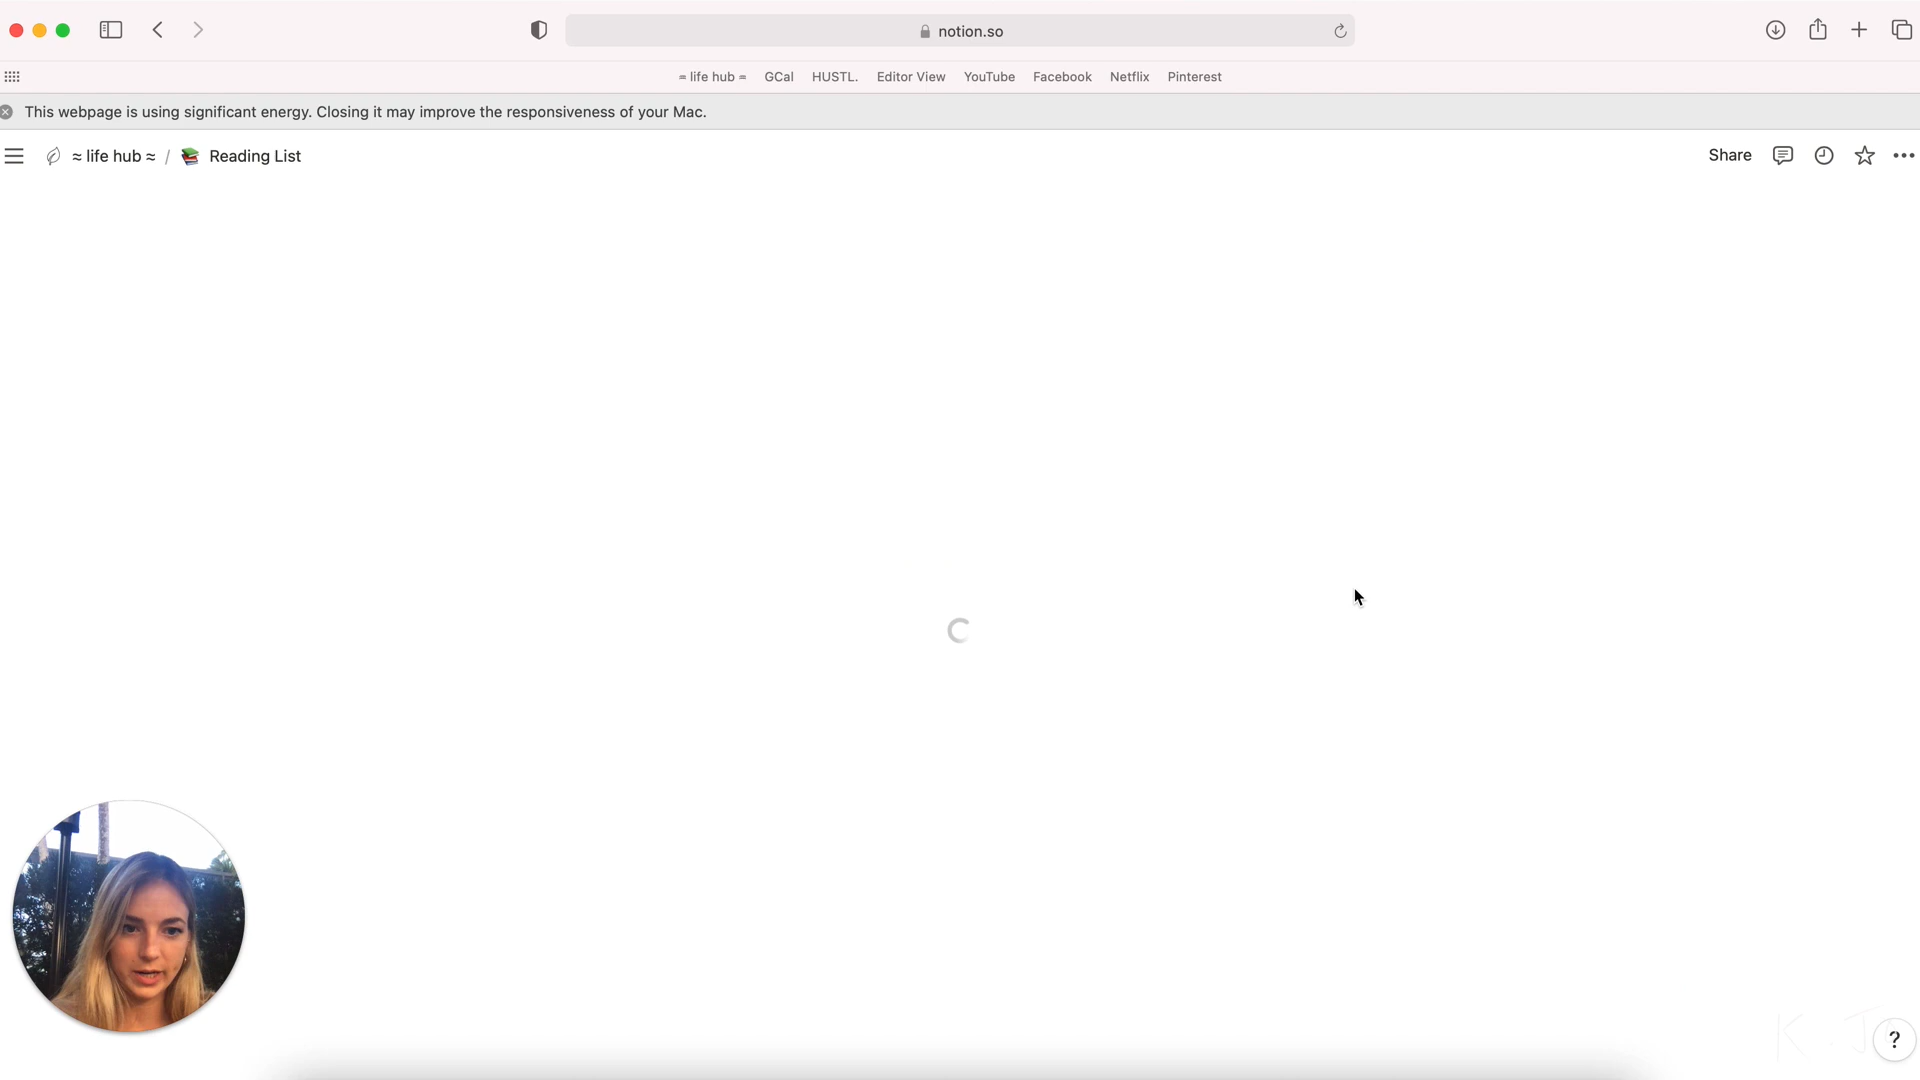 notion.so
≈ life hub ≈ GCal HUSTL. Editor View YouTube Facebook Netflix Pinterest
This webpage is using significant energy. Closing it may improve the responsiveness of your Mac.
≈ life hub ≈ / Reading List
Share
?